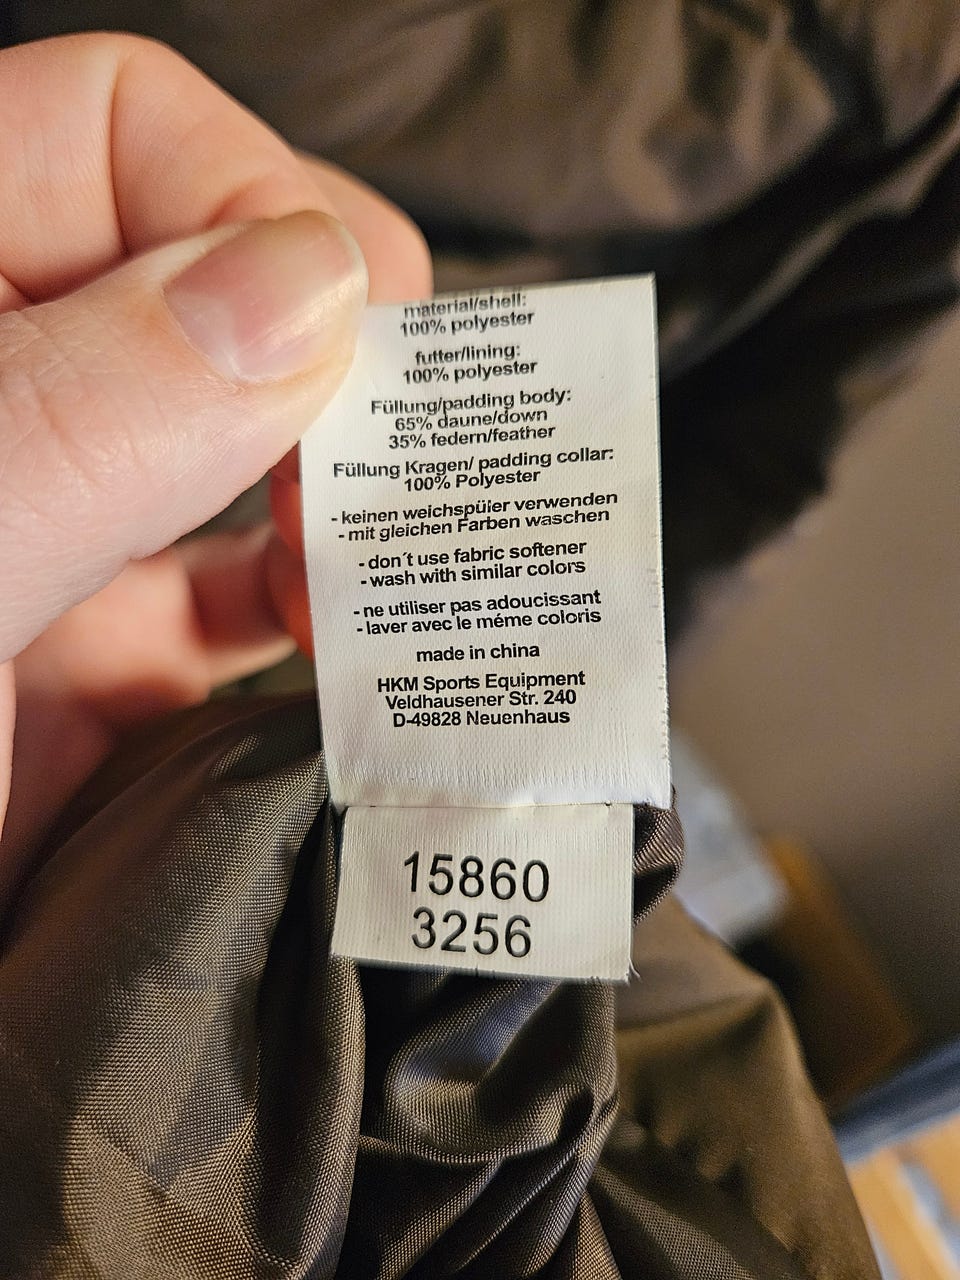 material/shell:
100% polyester
futter/lining:
100% polyester
Füllung/padding body:
65% daune/down
35% federn/feather
Füllung Kragen/ padding collar:
100% Polyester
- keinen weichspüler verwenden
- mit gleichen Farben waschen
- don´t use fabric softener
- wash with similar colors
- ne utiliser pas adoucissant
- laver avec le méme coloris
made in china
HKM Sports Equipment
Veldhausener Str. 240
D-49828 Neuenhaus
15860
3256